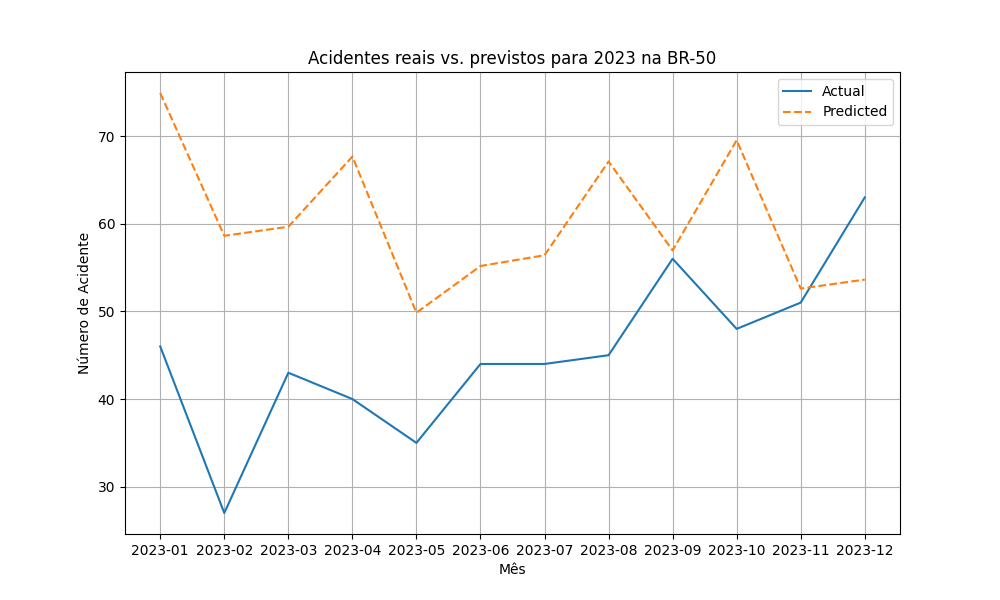 Acidentes reais vs. previstos para 2023 na BR-50
Actual
Predicted
70
60
50
40
30
Número de Acidente
2023-01 2023-02 2023-03 2023-04 2023-05 2023-06 2023-07 2023-08 2023-09 2023-10 2023-11 2023-12
Mês